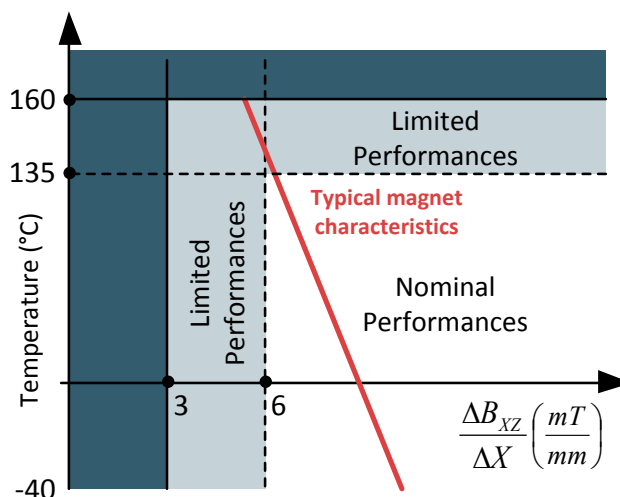 160
135
-40
Temperature (°C)
Limited
Performances
Limited
Performances
Typical magnet
characteristics
Nominal
Performances
3
6
ΔB_XZ / ΔX (mT / mm)